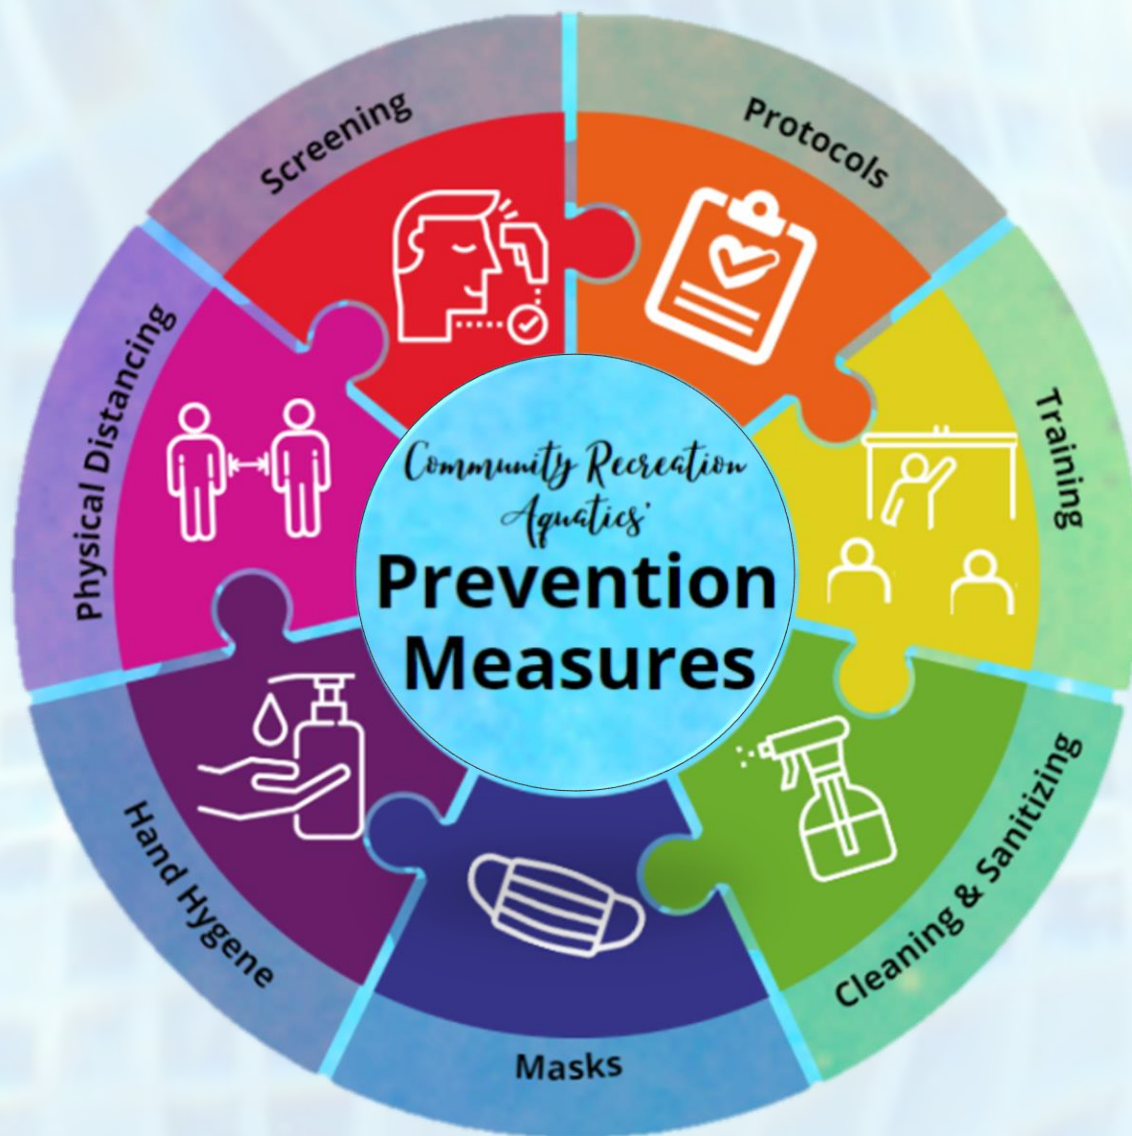 Community Recreation
Aquatics'
Prevention
Measures
Protocols
Training
Cleaning & Sanitizing
Masks
Hand Hygene
Physical Distancing
Screening